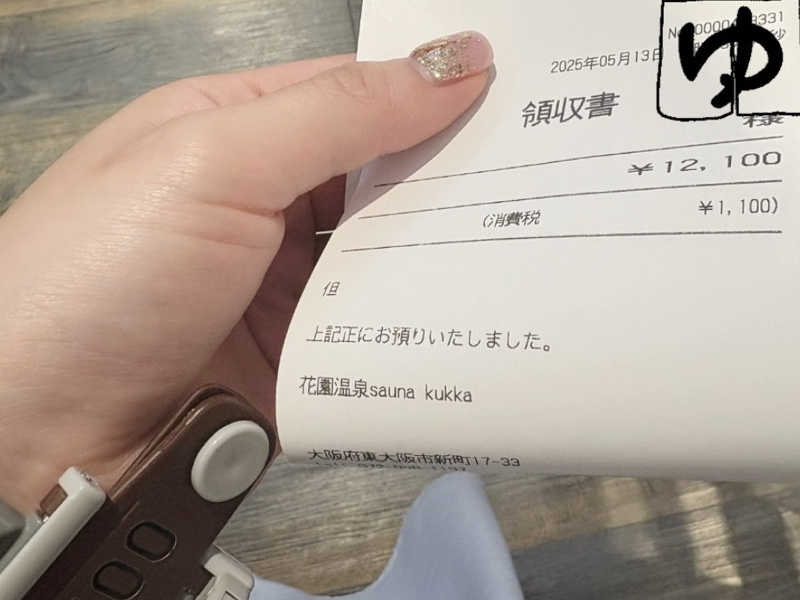 2025年05月13日
領収書
ゆ
様
¥12,100
(消費税 ¥1,100)
但
上記正にお預りいたしました。
花園温泉sauna kukka
大阪府東大阪市新町17-33